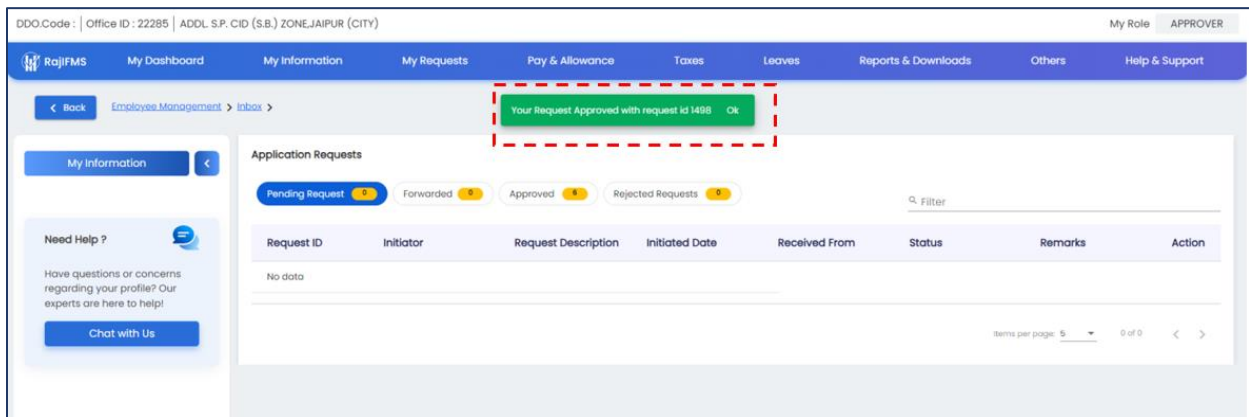 DDO.Code : | Office ID : 22285 | ADDL. S.P. CID (S.B.) ZONE,JAIPUR (CITY) My Role APPROVER
RajIFMS My Dashboard My Information My Requests Pay & Allowance Taxes Leaves Reports & Downloads Others Help & Support
< Back Employee Management > Inbox >
Your Request Approved with request id 1498 Ok
My Information <
Application Requests
Pending Request 0 Forwarded 0 Approved 6 Rejected Requests 0
Filter
Need Help ?
Have questions or concerns
regarding your profile? Our
experts are here to help!
Chat with Us
Request ID Initiator Request Description Initiated Date Received From Status Remarks Action
No data
Items per page: 5 0 of 0 < >